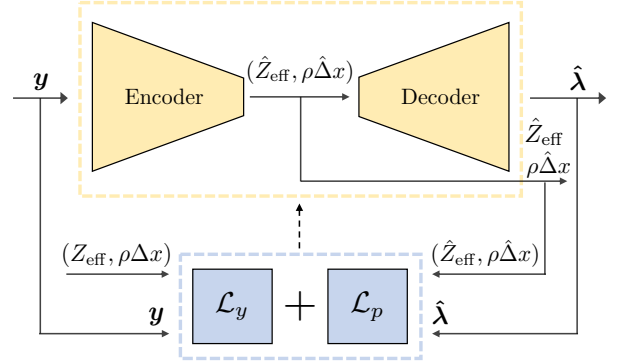 (Ẑ_eff, ρΔ̂x)
y
Encoder
Decoder
λ̂
Ẑ_eff
ρΔ̂x
(Z_eff, ρΔx)
(Ẑ_eff, ρΔ̂x)
ℒ_y + ℒ_p
y
λ̂